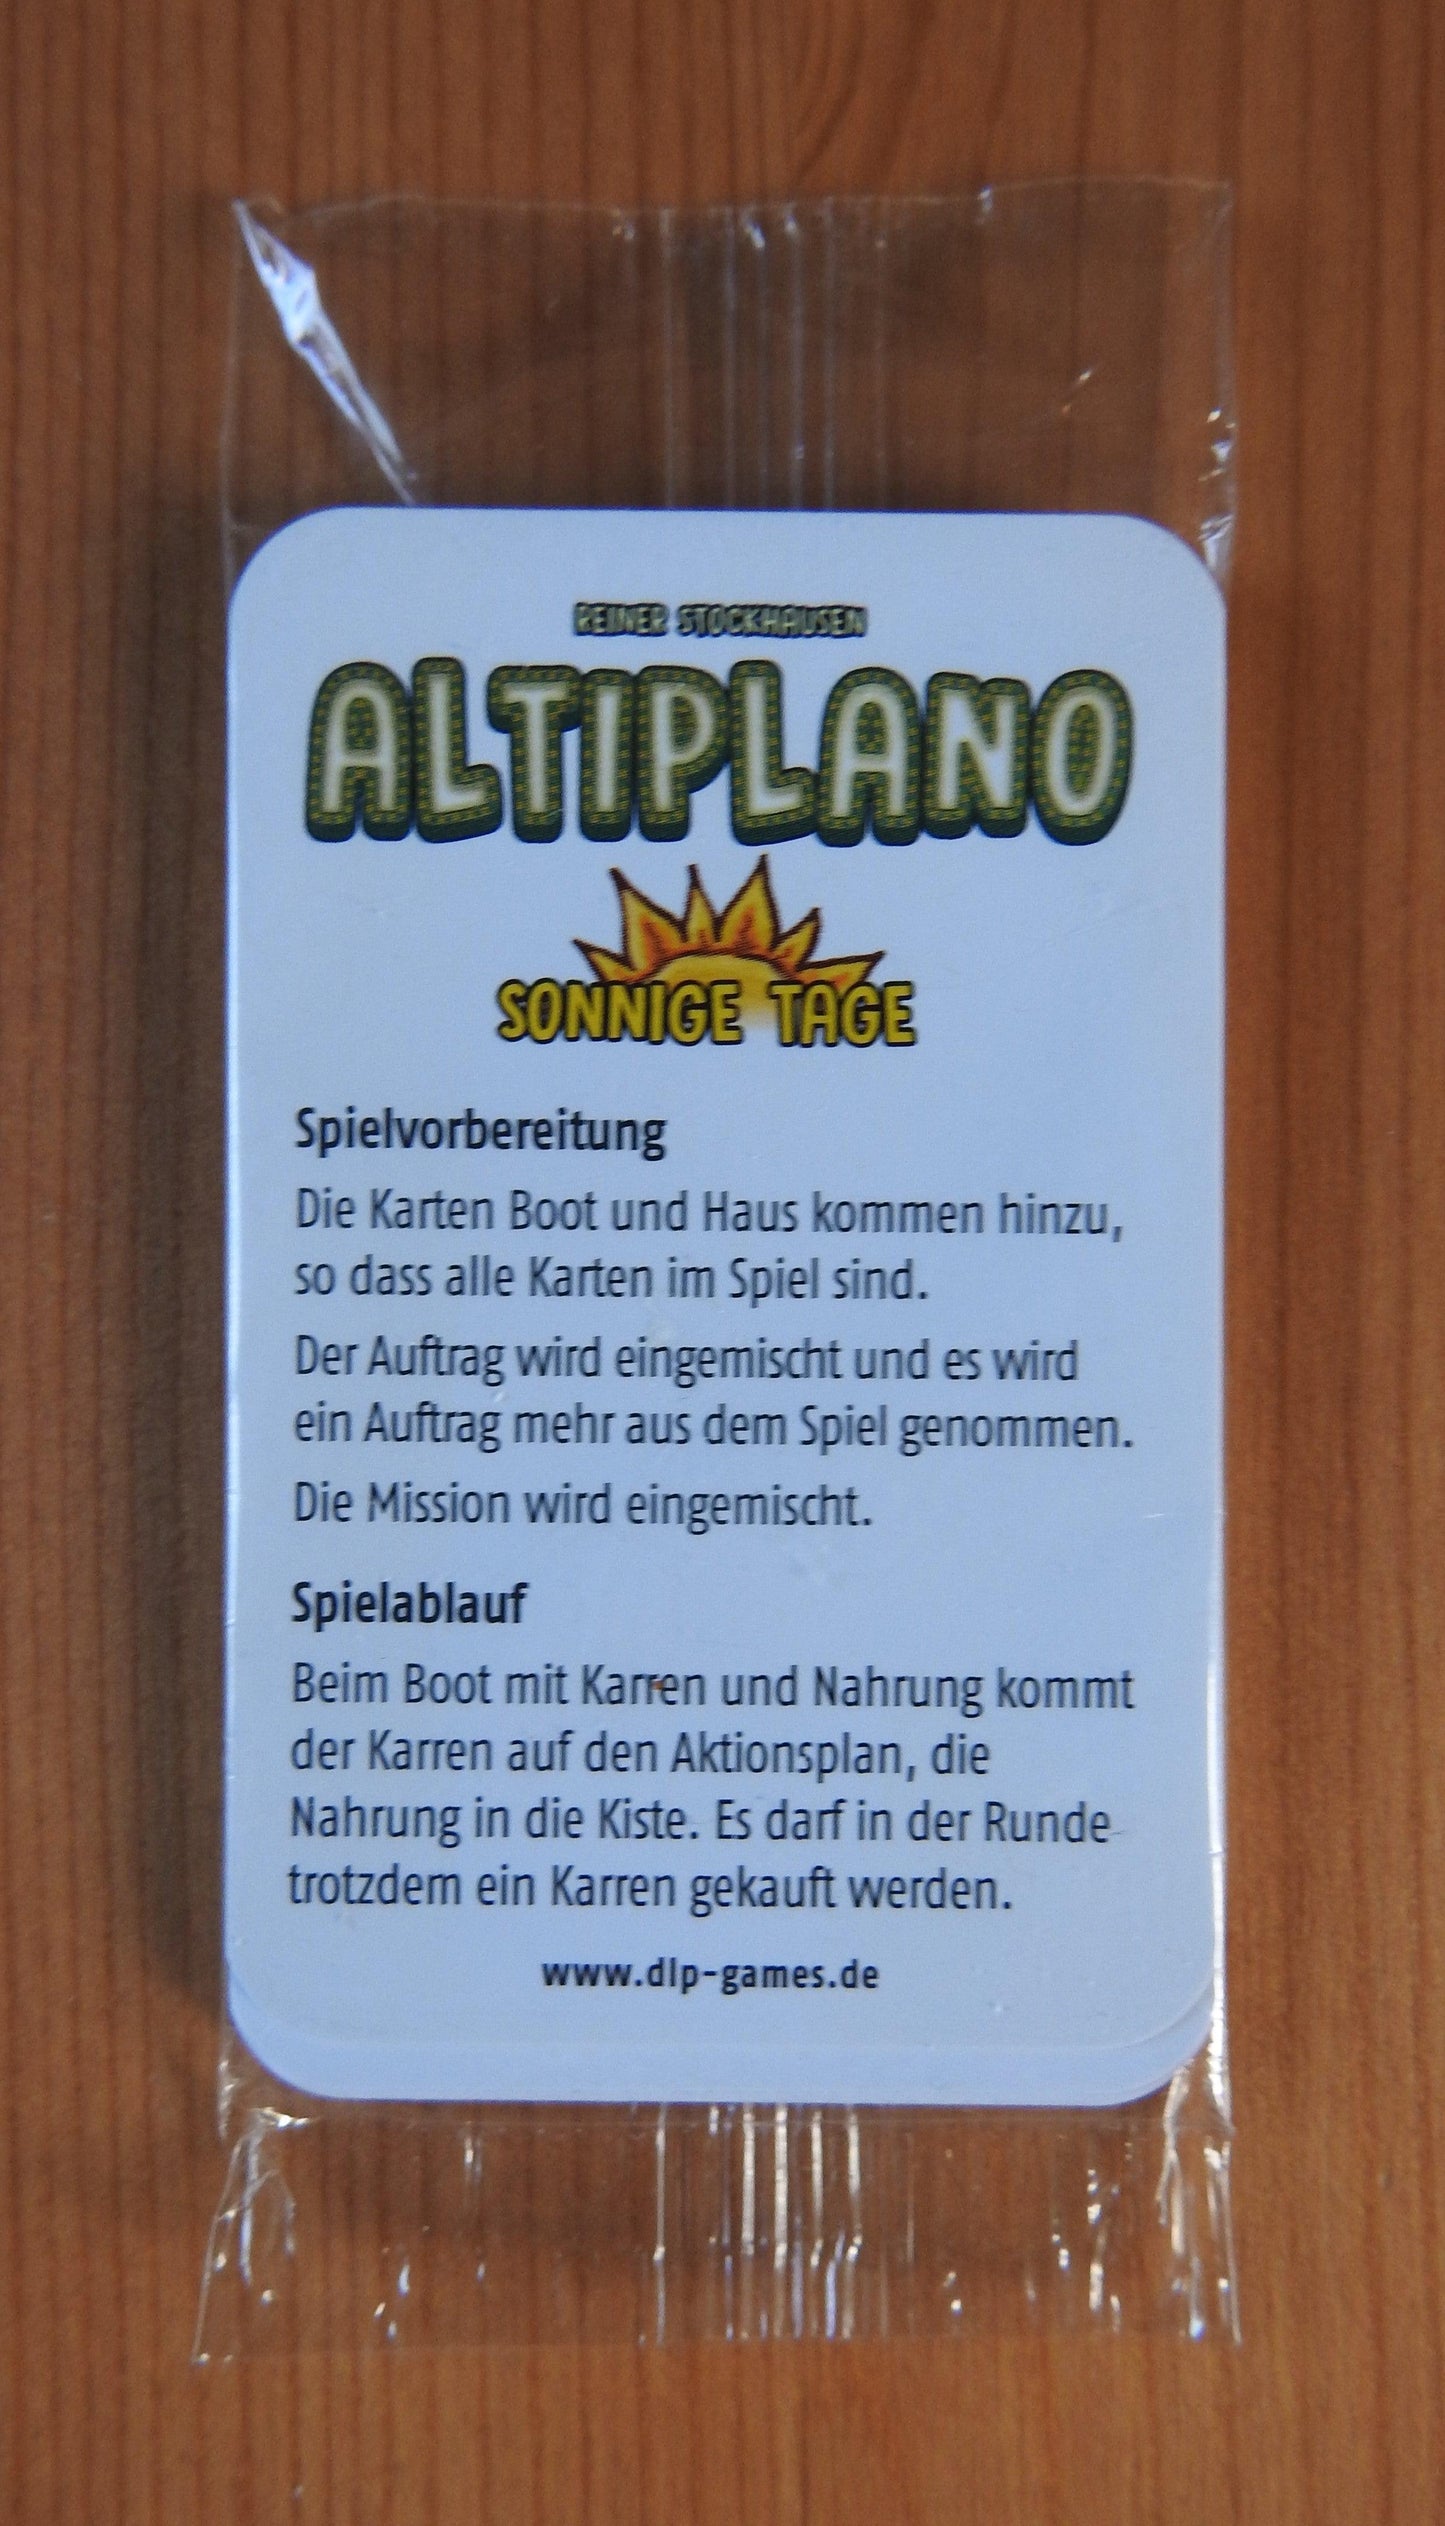 REINER STOCKHAUSEN
ALTIPLANO
SONNIGE TAGE
Spielvorbereitung
Die Karten Boot und Haus kommen hinzu,
so dass alle Karten im Spiel sind.
Der Auftrag wird eingemischt und es wird
ein Auftrag mehr aus dem Spiel genommen.
Die Mission wird eingemischt.
Spielablauf
Beim Boot mit Karren und Nahrung kommt
der Karren auf den Aktionsplan, die
Nahrung in die Kiste. Es darf in der Runde
trotzdem ein Karren gekauft werden.
www.dlp-games.de